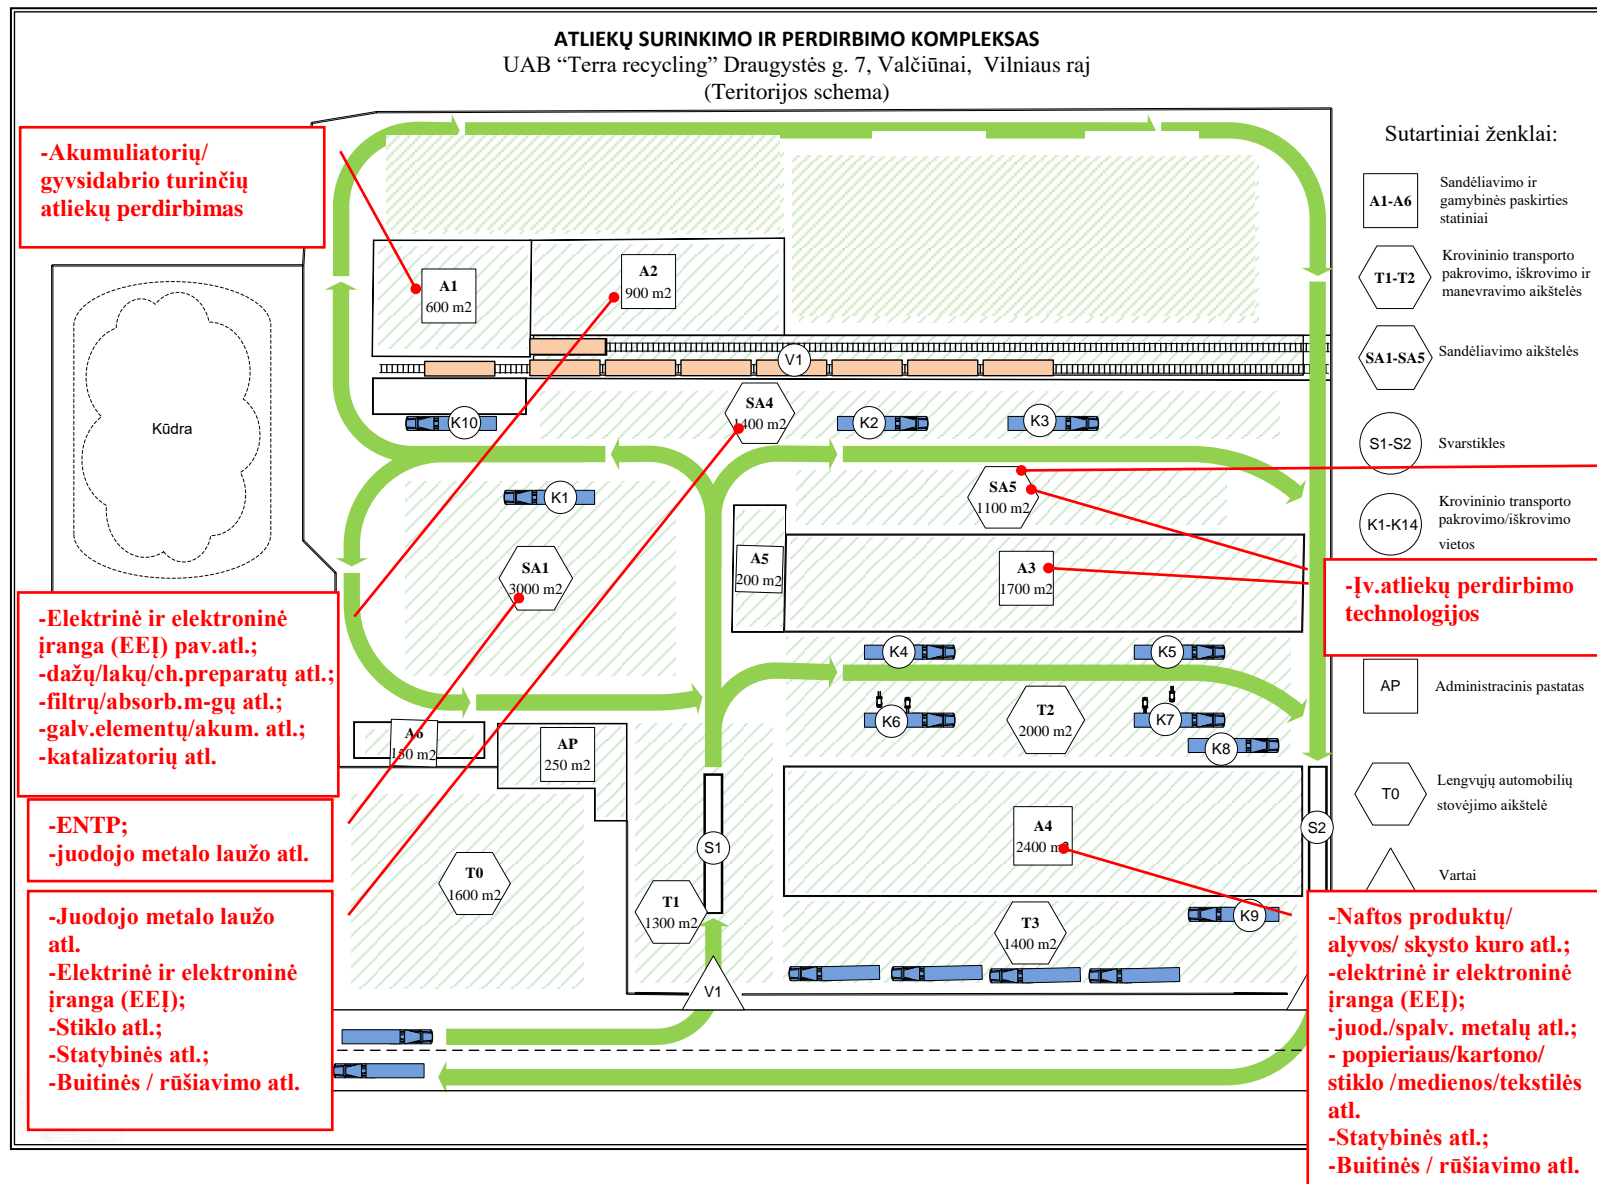 ATLIEKŲ SURINKIMO IR PERDIRBIMO KOMPLEKSAS
UAB “Terra recycling” Draugystės g. 7, Valčiūnai, Vilniaus raj
(Teritorijos schema)
-Akumuliatorių/
gyvsidabrio turinčių
atliekų perdirbimas
A1
600 m2
A2
900 m2
V1
Kūdra
K10
SA4
1400 m2
K2
K3
K1
SA5
1100 m2
SA1
3000 m2
A5
200 m2
A3
1700 m2
-Elektrinė ir elektroninė
įranga (EEĮ) pav.atl.;
-dažų/lakų/ch.preparatų atl.;
-filtrų/absorb.m-gų atl.;
-galv.elementų/akum. atl.;
-katalizatorių atl.
K4
K5
K6
T2
2000 m2
K7
K8
A6
150 m2
AP
250 m2
-ENTP;
-juodojo metalo laužo atl.
S1
A4
2400 m2
S2
T0
1600 m2
T1
1300 m2
T3
1400 m2
K9
V1
-Juodojo metalo laužo
atl.
-Elektrinė ir elektroninė
įranga (EEĮ);
-Stiklo atl.;
-Statybinės atl.;
-Buitinės / rūšiavimo atl.
Sutartiniai ženklai:
A1-A6
Sandėliavimo ir
gamybinės paskirties
statiniai
T1-T2
Krovininio transporto
pakrovimo, iškrovimo ir
manevravimo aikštelės
SA1-SA5
Sandėliavimo aikštelės
S1-S2
Svarstikles
K1-K14
Krovininio transporto
pakrovimo/iškrovimo
vietos
-Įv.atliekų perdirbimo
technologijos
AP
Administracinis pastatas
T0
Lengvųjų automobilių
stovėjimo aikštelė
Vartai
-Naftos produktų/
alyvos/ skysto kuro atl.;
-elektrinė ir elektroninė
įranga (EEĮ);
-juod./spalv. metalų atl.;
- popieriaus/kartono/
stiklo /medienos/tekstilės
atl.
-Statybinės atl.;
-Buitinės / rūšiavimo atl.